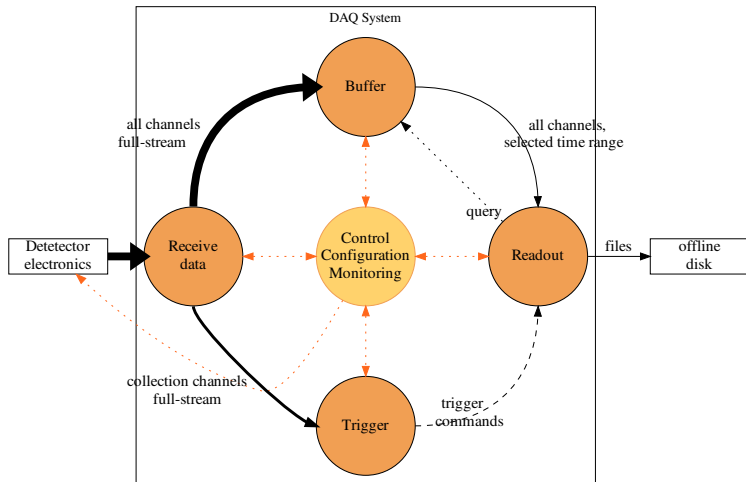 DAQ System
Buffer
all channels
full-stream
all channels,
selected time range
query
Detetector
electronics
Receive
data
Control
Configuration
Monitoring
Readout
files
offline
disk
collection channels
full-stream
trigger
commands
Trigger